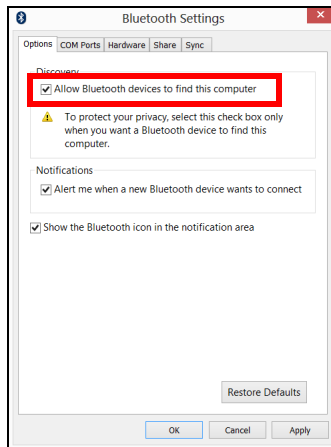 Bluetooth Settings
Options COM Ports Hardware Share Sync
Discovery
Allow Bluetooth devices to find this computer
To protect your privacy, select this check box only
when you want a Bluetooth device to find this
computer.
Notifications
Alert me when a new Bluetooth device wants to connect
Show the Bluetooth icon in the notification area
Restore Defaults
OK Cancel Apply